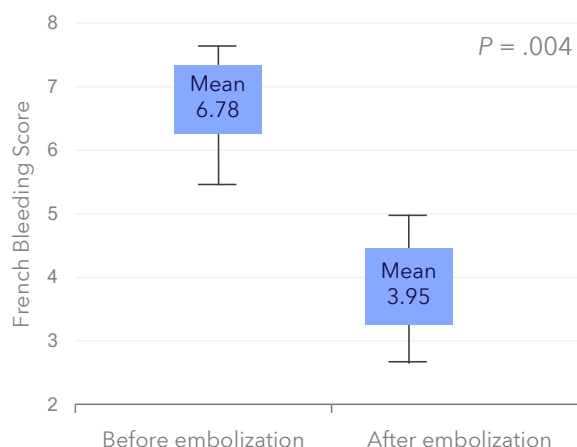 8
P = .004
7
Mean
6.78
6
5
4
Mean
3.95
3
2
French Bleeding Score
Before embolization
After embolization